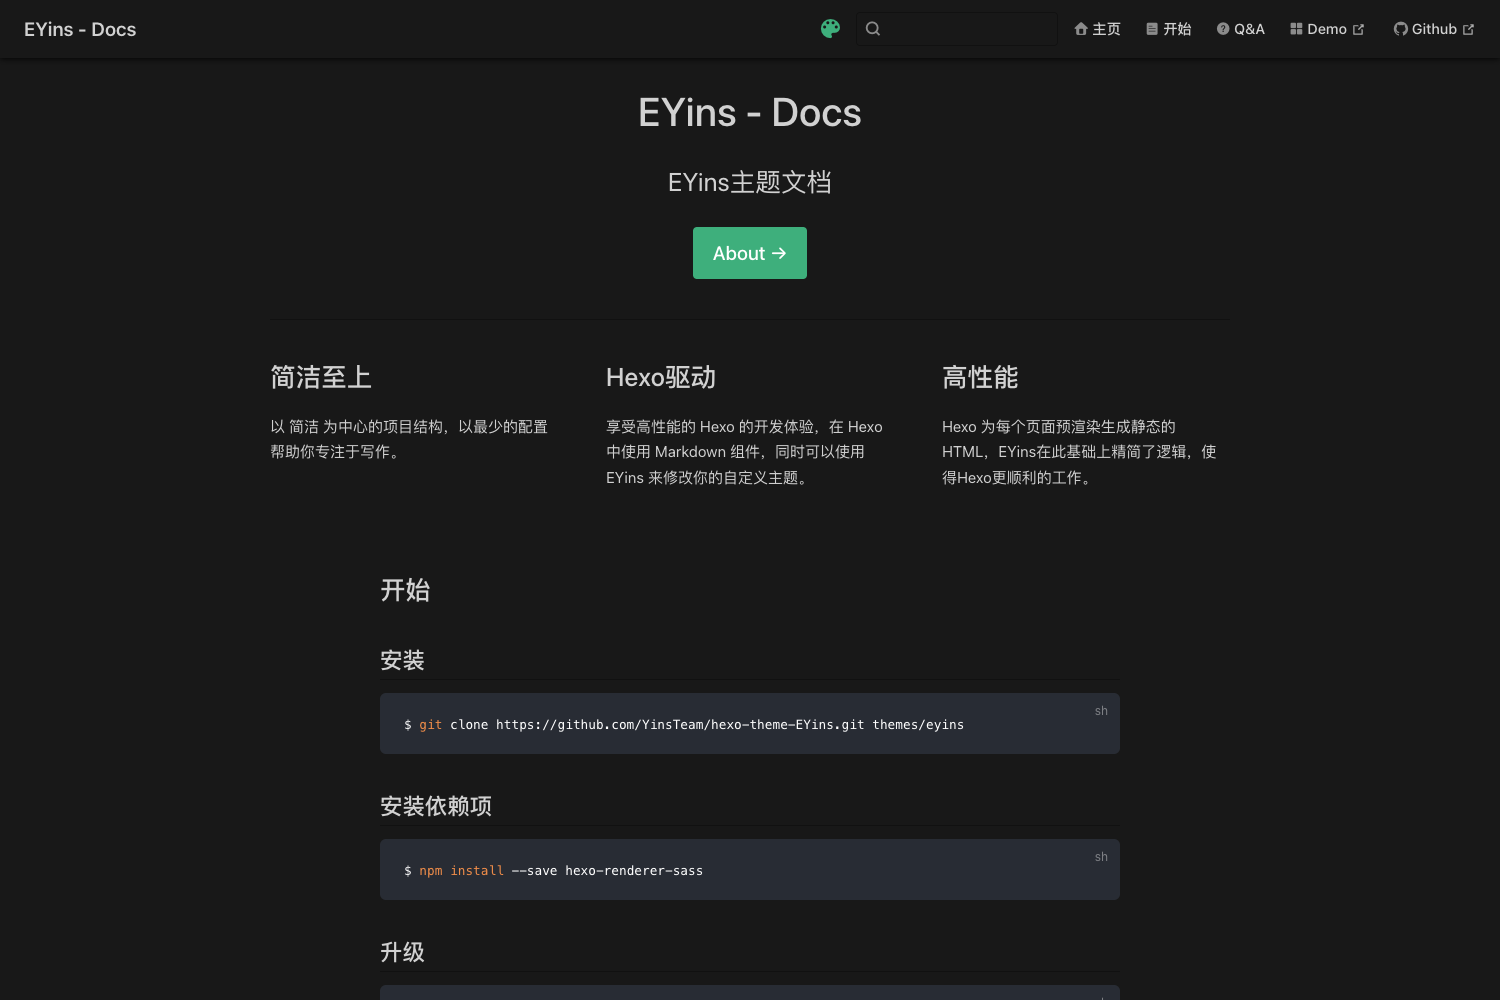 EYins - Docs
主页
开始
Q&A
Demo
Github
EYins - Docs
EYins主题文档
About →
简洁至上
以 简洁 为中心的项目结构，以最少的配置
帮助你专注于写作。
Hexo驱动
享受高性能的 Hexo 的开发体验，在 Hexo
中使用 Markdown 组件，同时可以使用
EYins 来修改你的自定义主题。
高性能
Hexo 为每个页面预渲染生成静态的
HTML，EYins在此基础上精简了逻辑，使
得Hexo更顺利的工作。
开始
安装
sh
$ git clone https://github.com/YinsTeam/hexo-theme-EYins.git themes/eyins
安装依赖项
sh
$ npm install --save hexo-renderer-sass
升级